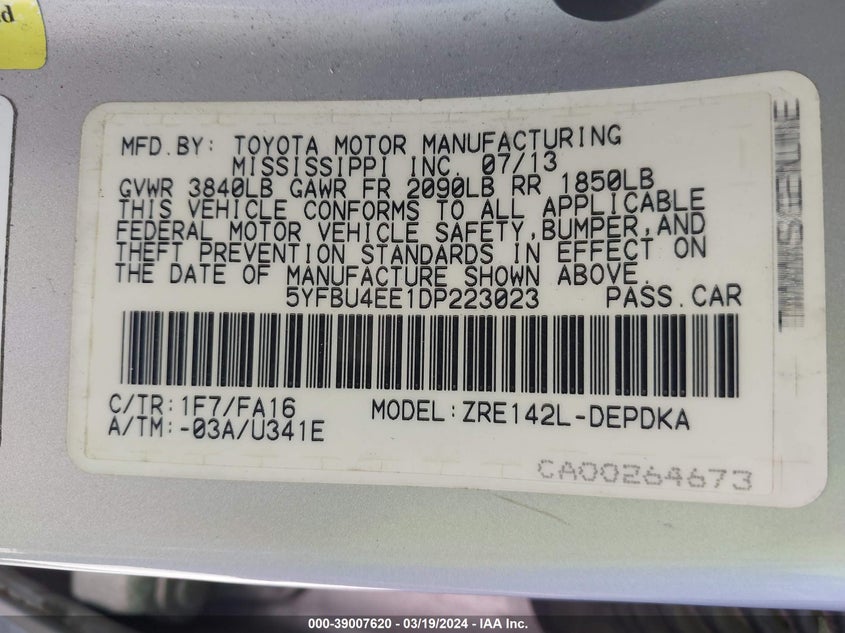 MFD.BY: TOYOTA MOTOR MANUFACTURING
MISSISSIPPI INC. 07/13
GVWR 3840LB GAWR FR 2090LB RR 1850LB
THIS VEHICLE CONFORMS TO ALL APPLICABLE
FEDERAL MOTOR VEHICLE SAFETY,BUMPER,AND
THEFT PREVENTION STANDARDS IN EFFECT ON
THE DATE OF MANUFACTURE SHOWN ABOVE.
5YFBU4EE1DP223023 PASS.CAR
C/TR:1F7/FA16 MODEL:ZRE142L-DEPDKA
A/TM:-03A/U341E
CA00264673
000-39007620 - 03/19/2024 - IAA Inc.